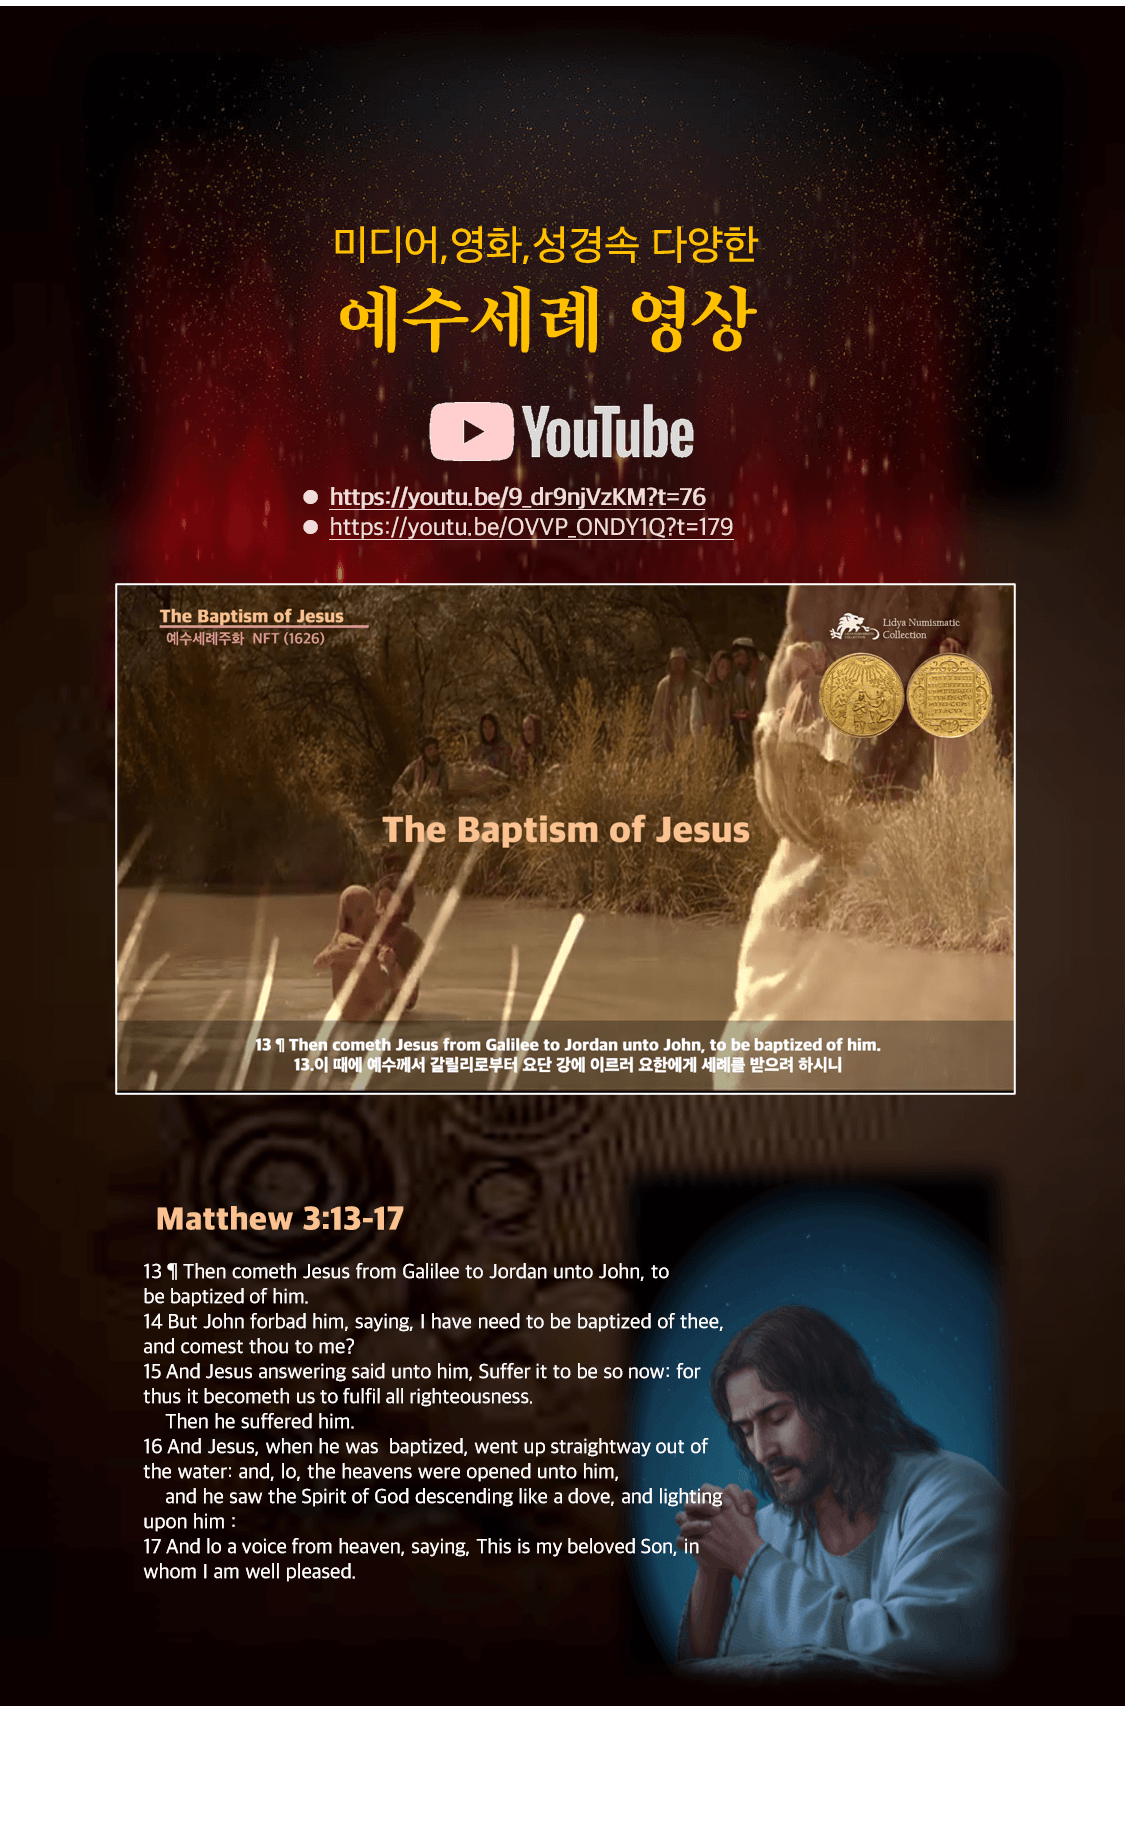 미디어,영화,성경속 다양한
예수세례 영상
YouTube
● https://youtu.be/9_dr9njVzKM?t=76
● https://youtu.be/OVVP_ONDY1Q?t=179
The Baptism of Jesus
예수세례주화 NFT (1626)
Lidya Numismatic
Collection
The Baptism of Jesus
13 ¶ Then cometh Jesus from Galilee to Jordan unto John, to be baptized of him.
13.이 때에 예수께서 갈릴리로부터 요단 강에 이르러 요한에게 세례를 받으려 하시니
Matthew 3:13-17
13 ¶ Then cometh Jesus from Galilee to Jordan unto John, to
be baptized of him.
14 But John forbad him, saying, I have need to be baptized of thee,
and comest thou to me?
15 And Jesus answering said unto him, Suffer it to be so now: for
thus it becometh us to fulfil all righteousness.
Then he suffered him.
16 And Jesus, when he was baptized, went up straightway out of
the water: and, lo, the heavens were opened unto him,
and he saw the Spirit of God descending like a dove, and lighting
upon him :
17 And lo a voice from heaven, saying, This is my beloved Son, in
whom I am well pleased.